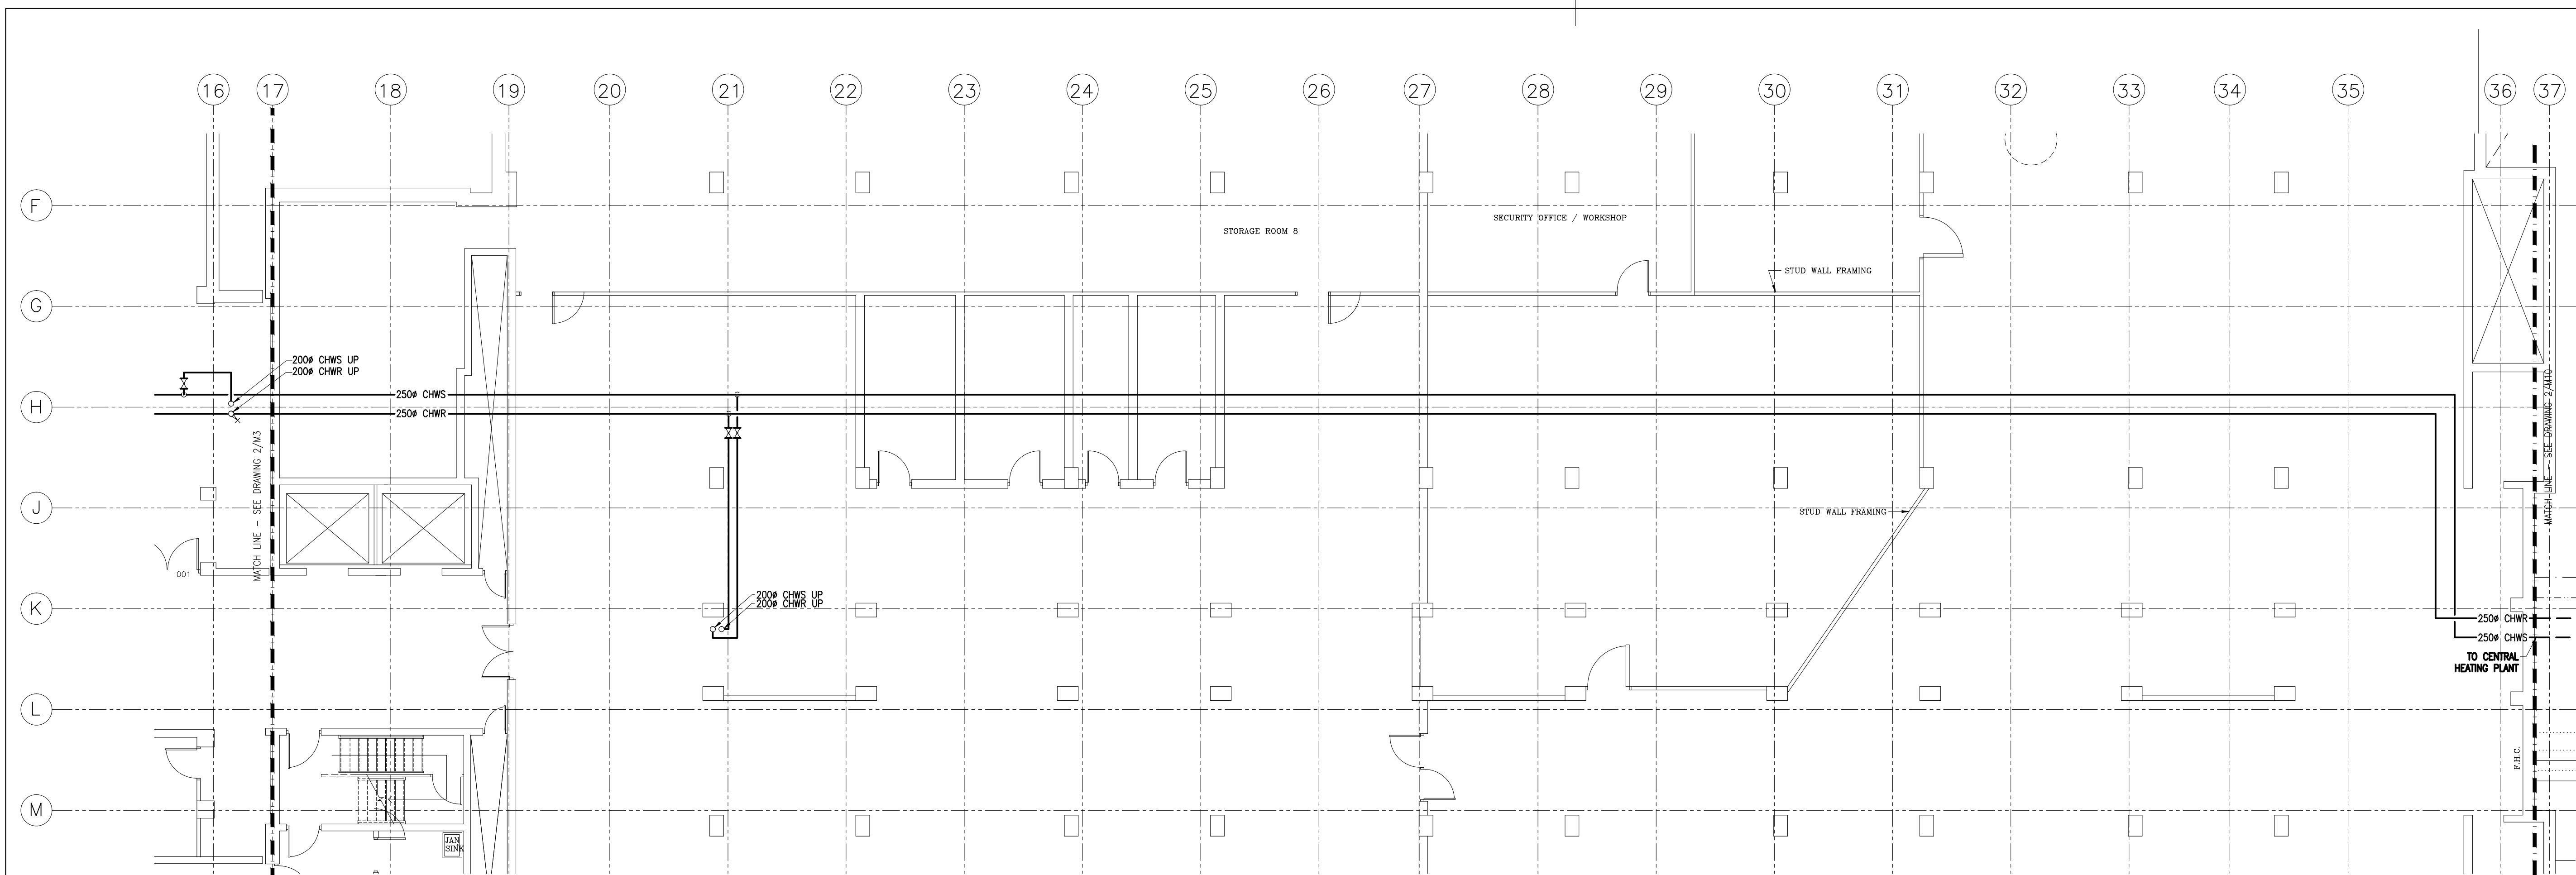 16 17 18 19 20 21 22 23 24 25 26 27 28 29 30 31 32 33 34 35 36 37
F
SECURITY OFFICE / WORKSHOP
STORAGE ROOM 8
STUD WALL FRAMING
G
200ø CHWS UP
200ø CHWR UP
250ø CHWS
H
250ø CHWR
MATCH LINE - SEE DRAWING 2/M3
MATCH LINE - SEE DRAWING 2/M10
J
STUD WALL FRAMING
001
200ø CHWS UP
200ø CHWR UP
K
250ø CHWR
250ø CHWS
TO CENTRAL
HEATING PLANT
L
F.H.C.
M
JAN
SINK